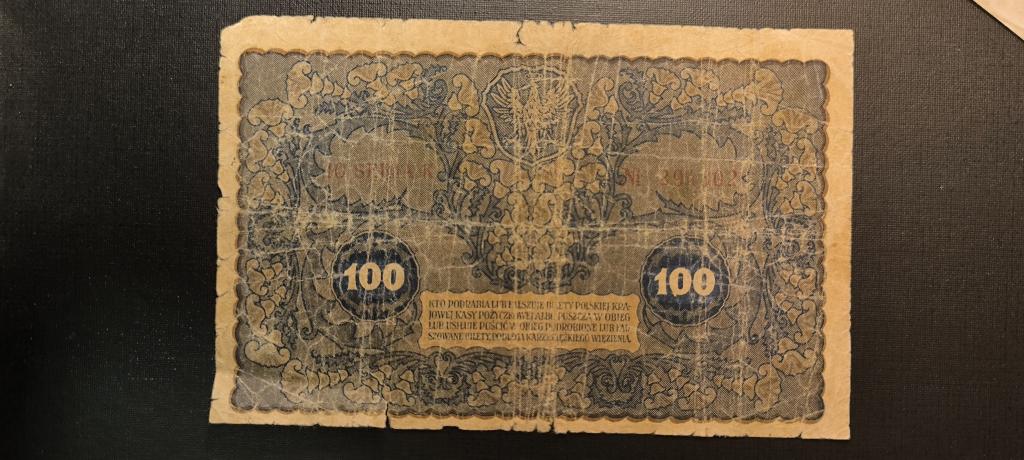 100
100
KTO PODRABIA LUB FAŁSZUJE BILETY POLSKIEJ KRA-
JOWEJ KASY POŻYCZKOWEJ ALBO PUSZCZA W OBIEG
LUB USIŁUJE PUŚCIĆ W OBIEG PODROBIONE LUB FAŁ-
SZOWANE BILETY, PODLEGA KARZE CIĘŻKIEGO WIĘZIENIA.